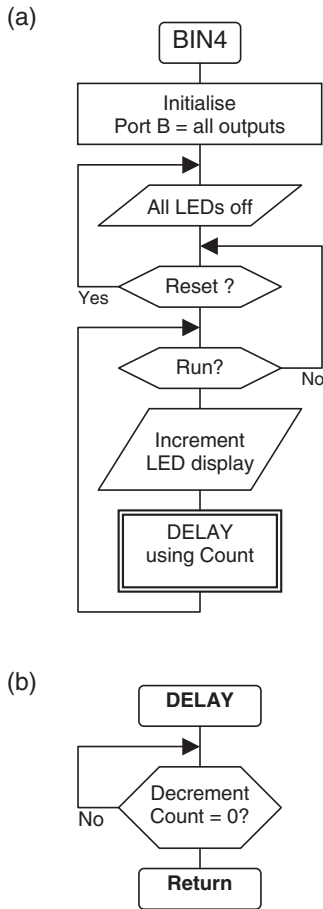 (a)
BIN4
Initialise
Port B = all outputs
All LEDs off
Reset ?
Yes
Run?
No
Increment
LED display
DELAY
using Count
(b)
DELAY
Decrement
Count = 0?
No
Return